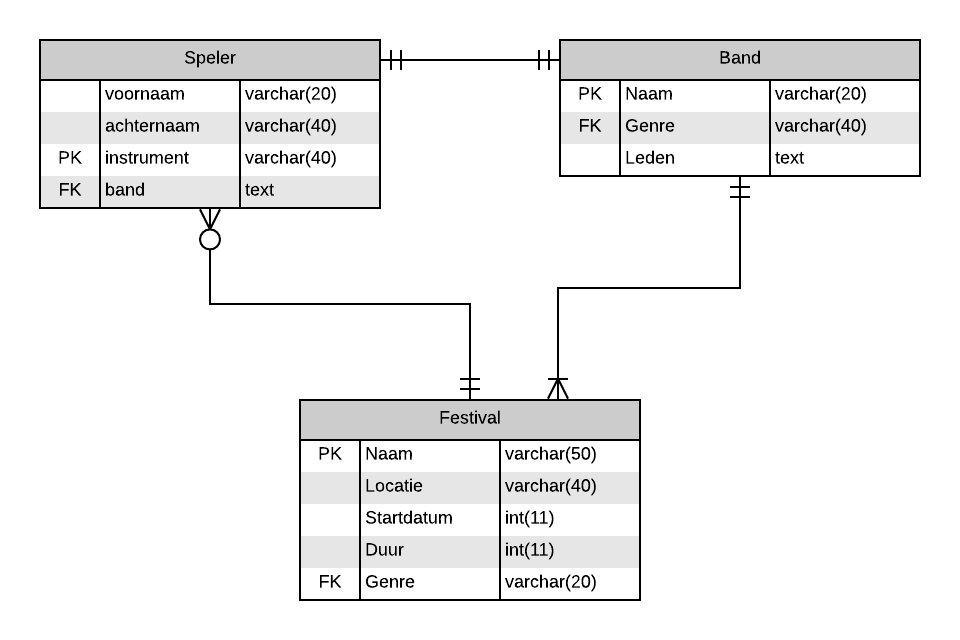 Speler
voornaam varchar(20)
achternaam varchar(40)
PK instrument varchar(40)
FK band text
Band
PK Naam varchar(20)
FK Genre varchar(40)
Leden text
Festival
PK Naam varchar(50)
Locatie varchar(40)
Startdatum int(11)
Duur int(11)
FK Genre varchar(20)